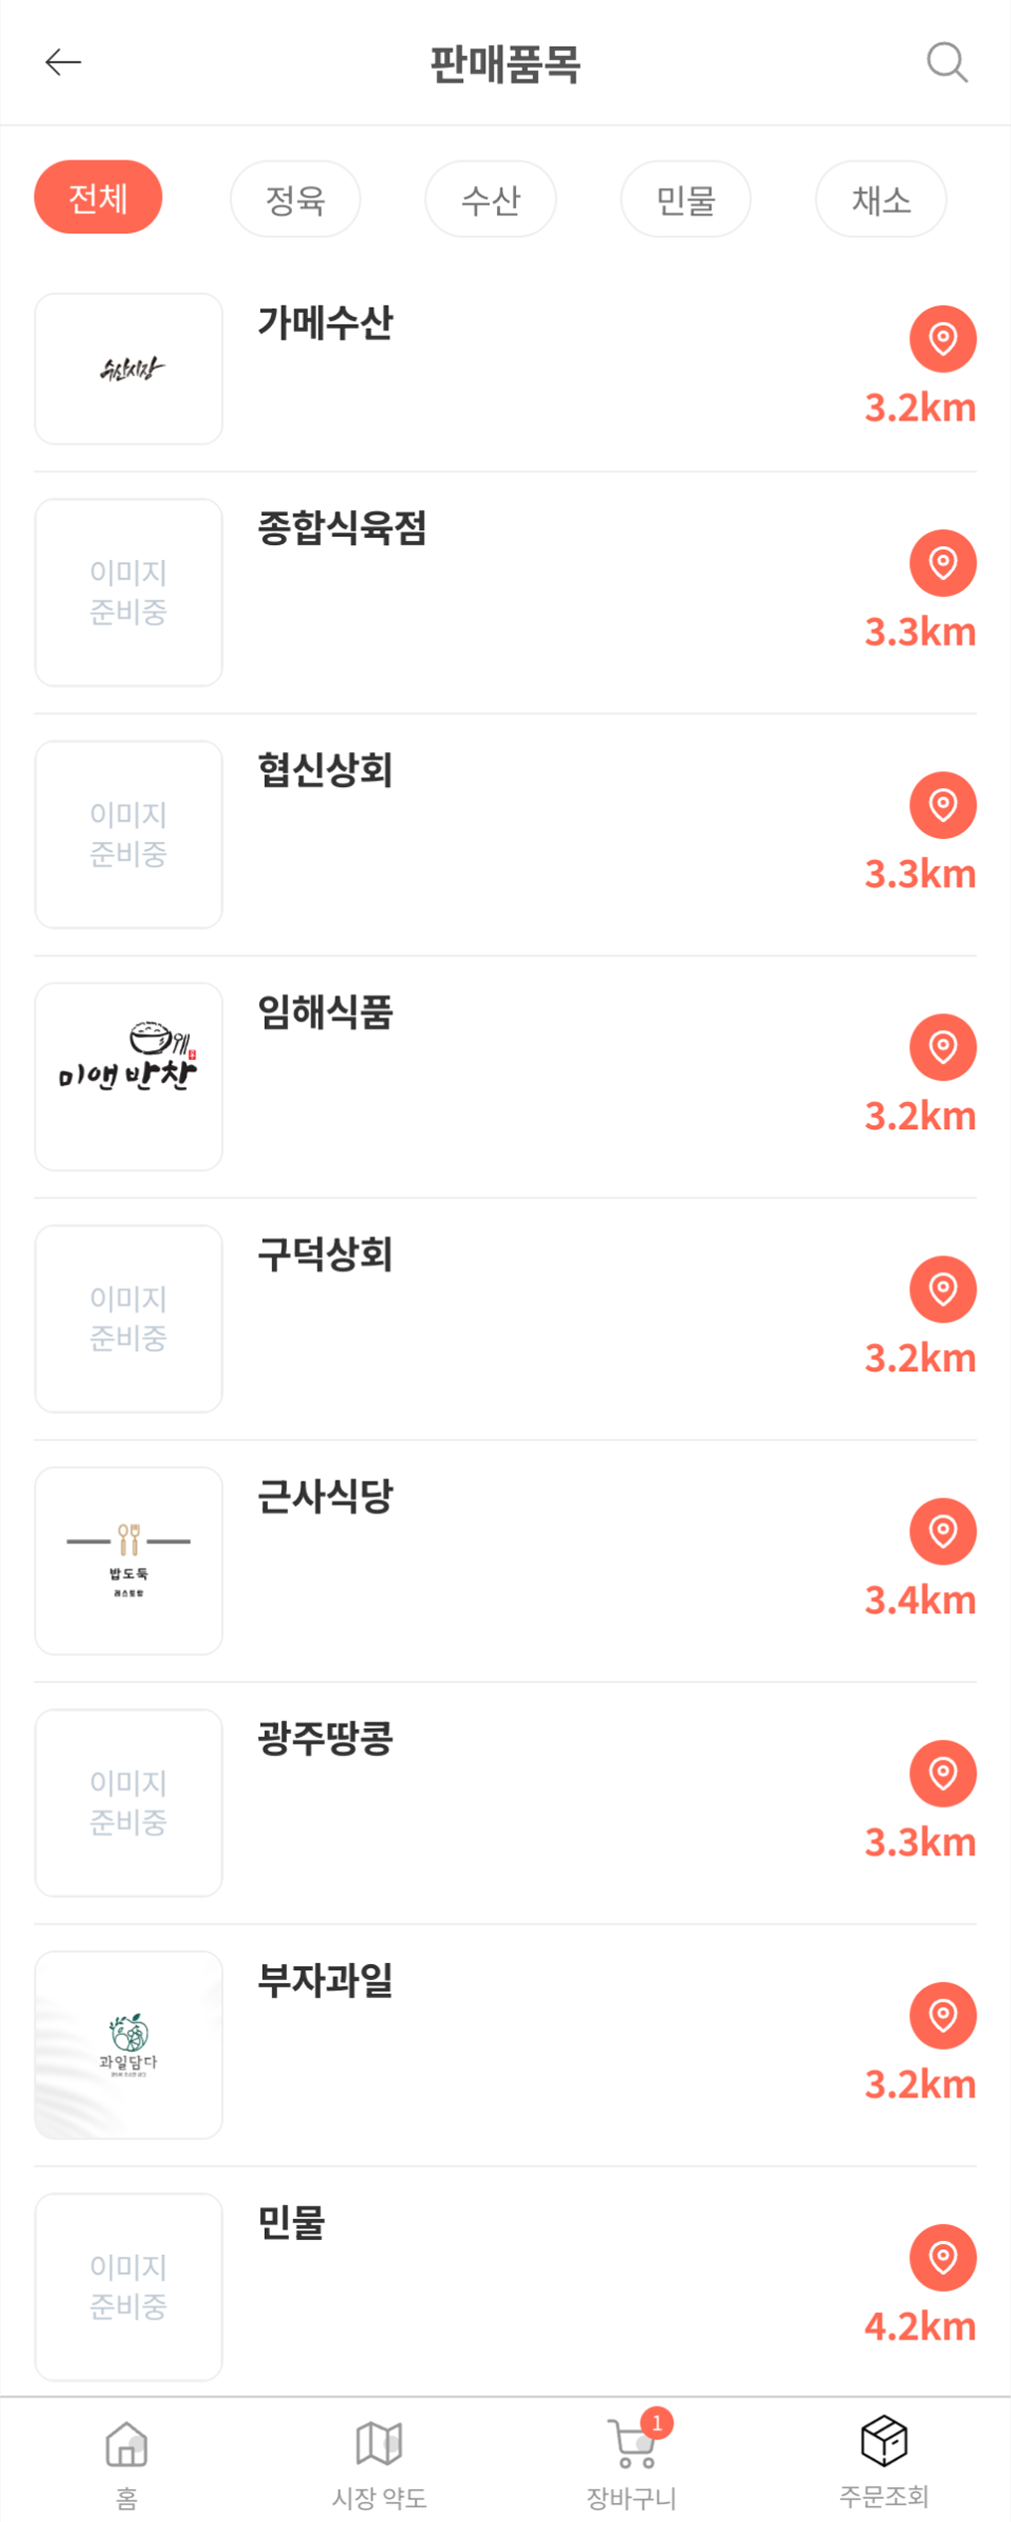 판매품목
전체 정육 수산 민물 채소
수산시장
가메수산
3.2km
이미지
준비중
종합식육점
3.3km
이미지
준비중
협신상회
3.3km
미앤반찬
임해식품
3.2km
이미지
준비중
구덕상회
3.2km
밥도둑
레스토랑
근사식당
3.4km
이미지
준비중
광주땅콩
3.3km
과일담다
부자과일
3.2km
이미지
준비중
민물
4.2km
1
홈 시장 약도 장바구니 주문조회